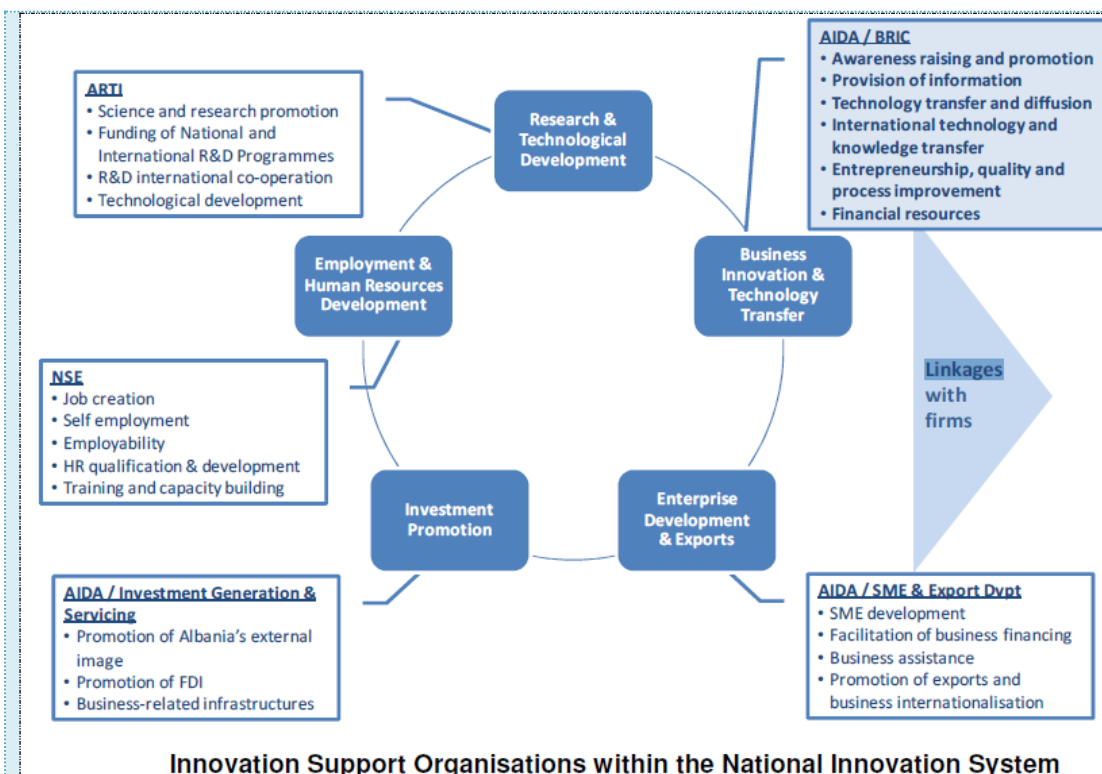 ARTI
• Science and research promotion
• Funding of National and
International R&D Programmes
• R&D international co-operation
• Technological development
Research &
Technological
Development
AIDA / BRIC
• Awareness raising and promotion
• Provision of information
• Technology transfer and diffusion
• International technology and
knowledge transfer
• Entrepreneurship, quality and
process improvement
• Financial resources
Employment &
Human Resources
Development
Business
Innovation &
Technology
Transfer
NSE
• Job creation
• Self employment
• Employability
• HR qualification & development
• Training and capacity building
Linkages
with
firms
Investment
Promotion
Enterprise
Development
& Exports
AIDA / Investment Generation &
Servicing
• Promotion of Albania's external
image
• Promotion of FDI
• Business-related infrastructures
AIDA / SME & Export Dvpt
• SME development
• Facilitation of business financing
• Business assistance
• Promotion of exports and
business internationalisation
Innovation Support Organisations within the National Innovation System